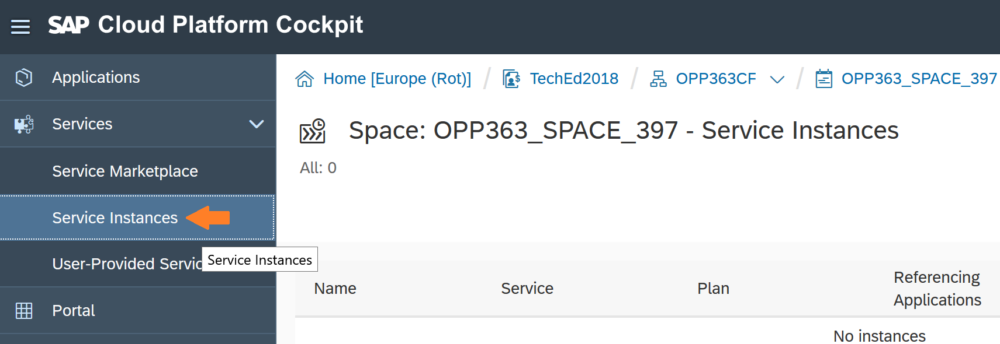 SAP Cloud Platform Cockpit
Applications
Services
Service Marketplace
Service Instances
User-Provided Servic
Service Instances
Portal
Home [Europe (Rot)] / TechEd2018 / OPP363CF / OPP363_SPACE_397
Space: OPP363_SPACE_397 - Service Instances
All: 0
Name Service Plan Referencing Applications
No instances